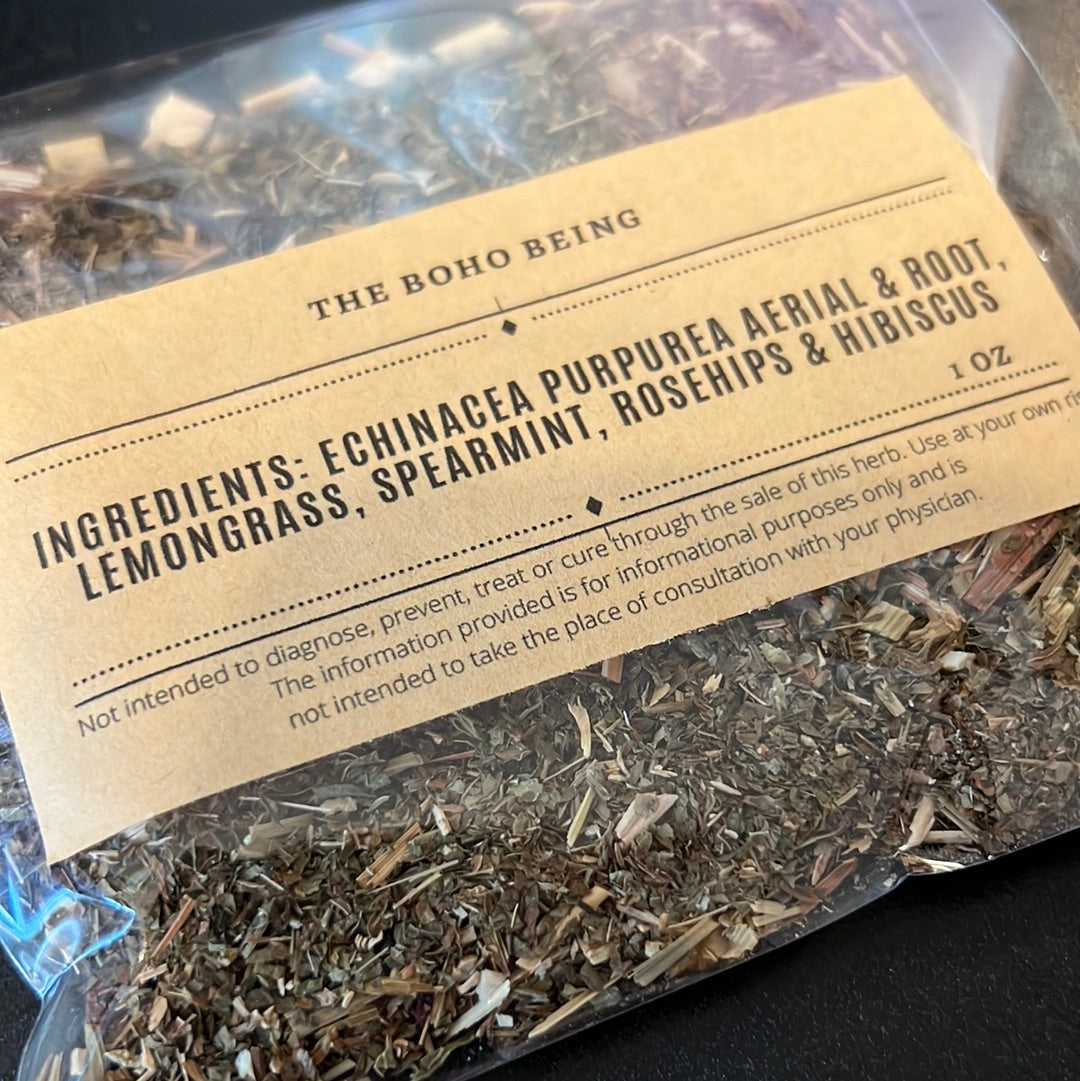 THE BOHO BEING
INGREDIENTS: ECHINACEA PURPUREA AERIAL & ROOT,
LEMONGRASS, SPEARMINT, ROSEHIPS & HIBISCUS
1 OZ
Not intended to diagnose, prevent, treat or cure through the sale of this herb. Use at your own
The information provided is for informational purposes only and is
not intended to take the place of consultation with your physician.